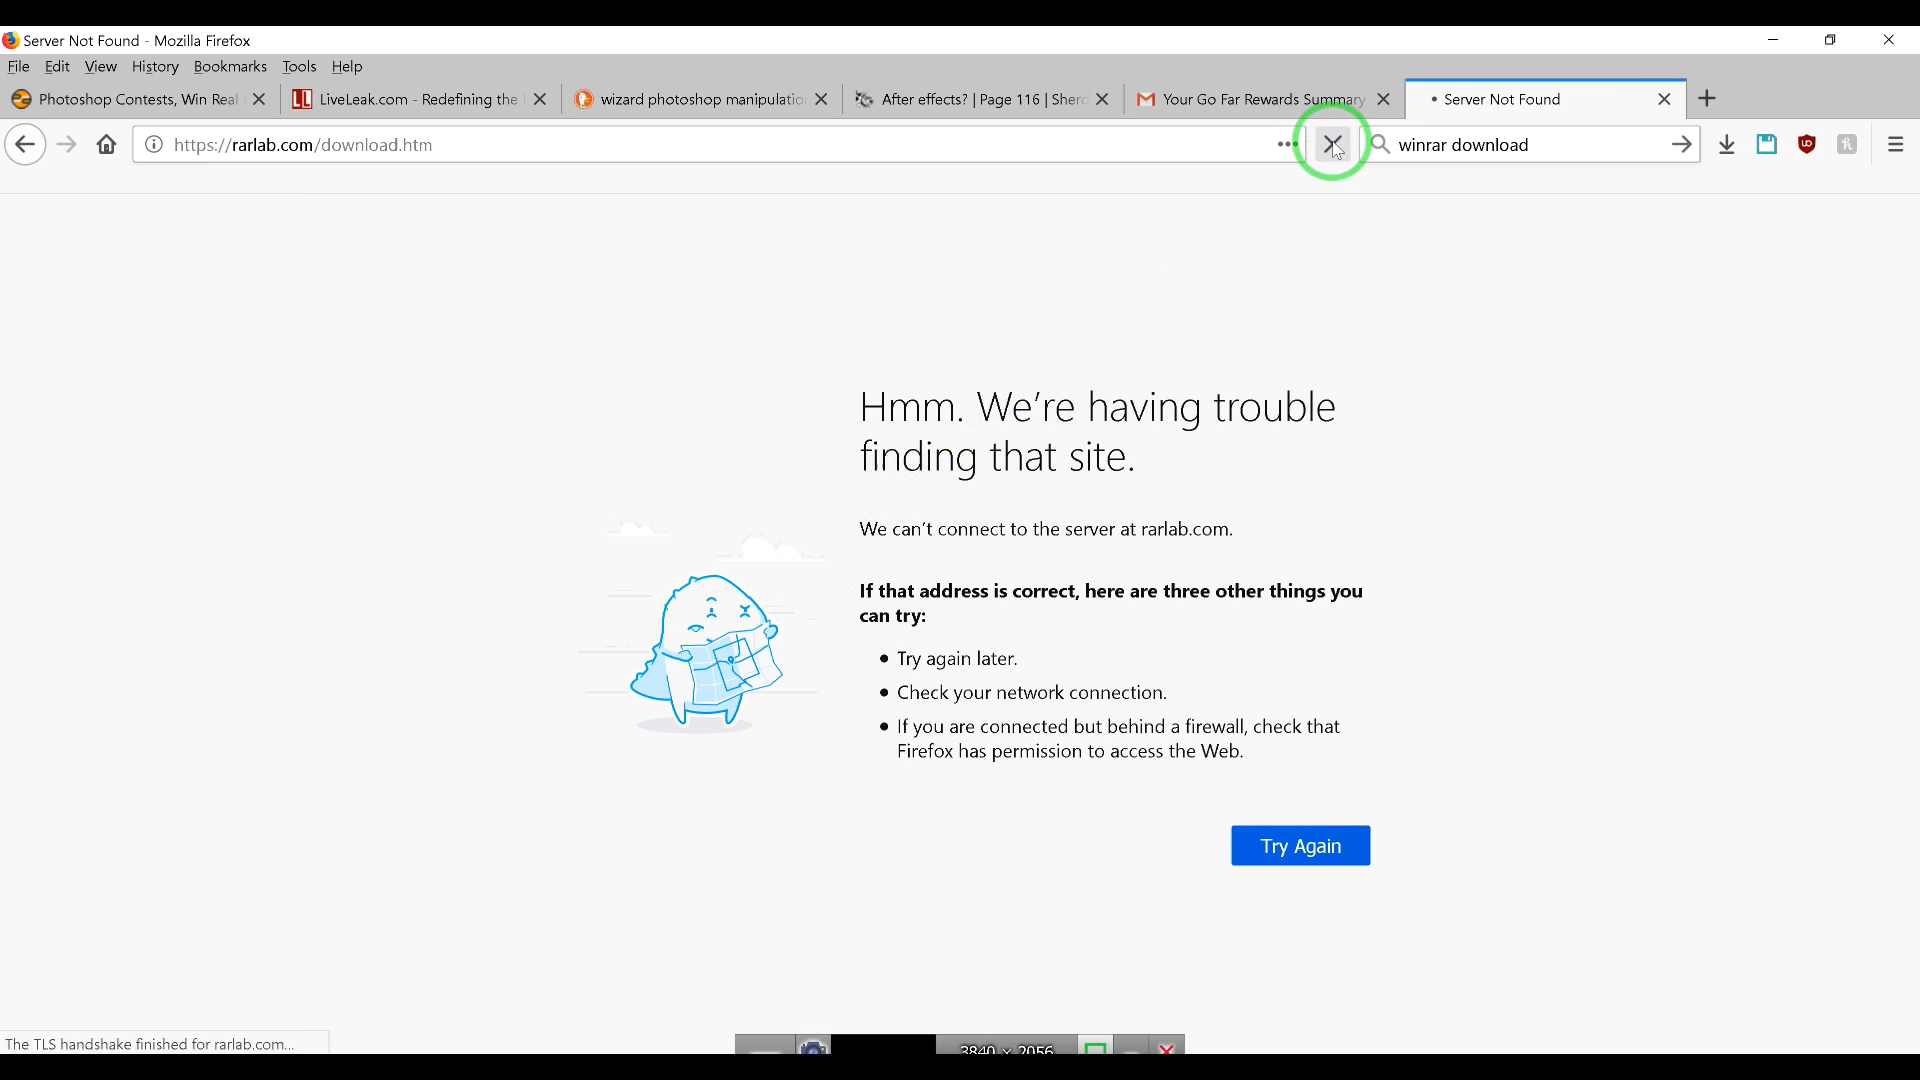 Server Not Found - Mozilla Firefox
File Edit View History Bookmarks Tools Help
Photoshop Contests, Win Real
LiveLeak.com - Redefining the
wizard photoshop manipulatio
After effects? | Page 116 | Sherd
Your Go Far Rewards Summary
• Server Not Found
https://rarlab.com/download.htm
winrar download
Hmm. We're having trouble
finding that site.
We can't connect to the server at rarlab.com.
If that address is correct, here are three other things you
can try:
• Try again later.
• Check your network connection.
• If you are connected but behind a firewall, check that
Firefox has permission to access the Web.
Try Again
The TLS handshake finished for rarlab.com...
3840 × 2056